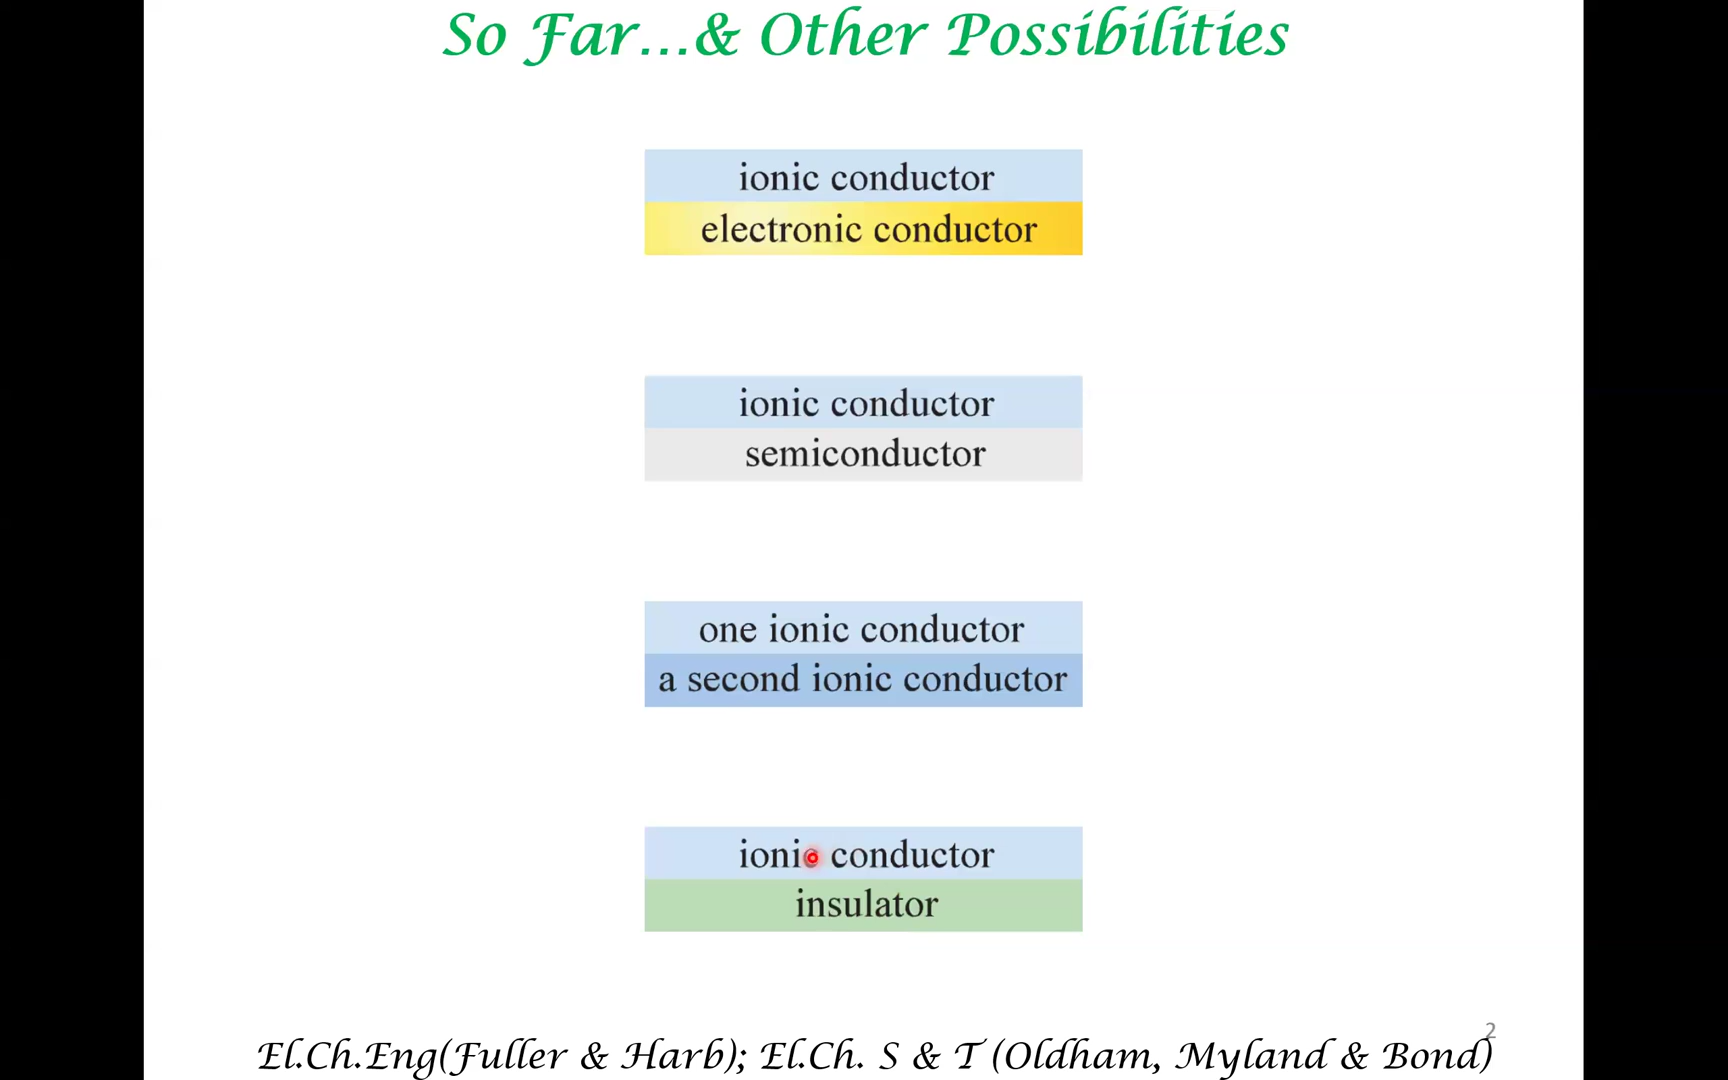 So Far...& Other Possibilities
ionic conductor
electronic conductor
ionic conductor
semiconductor
one ionic conductor
a second ionic conductor
ionic conductor
insulator
2
El.Ch.Eng(Fuller & Harb); El.Ch. S & T (Oldham, Myland & Bond)